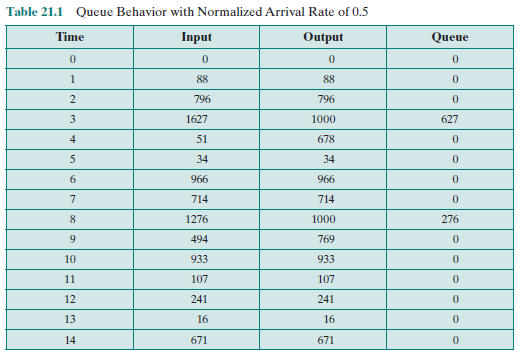 Table 21.1 Queue Behavior with Normalized Arrival Rate of 0.5
Time Input Output Queue
0 0 0 0
1 88 88 0
2 796 796 0
3 1627 1000 627
4 51 678 0
5 34 34 0
6 966 966 0
7 714 714 0
8 1276 1000 276
9 494 769 0
10 933 933 0
11 107 107 0
12 241 241 0
13 16 16 0
14 671 671 0